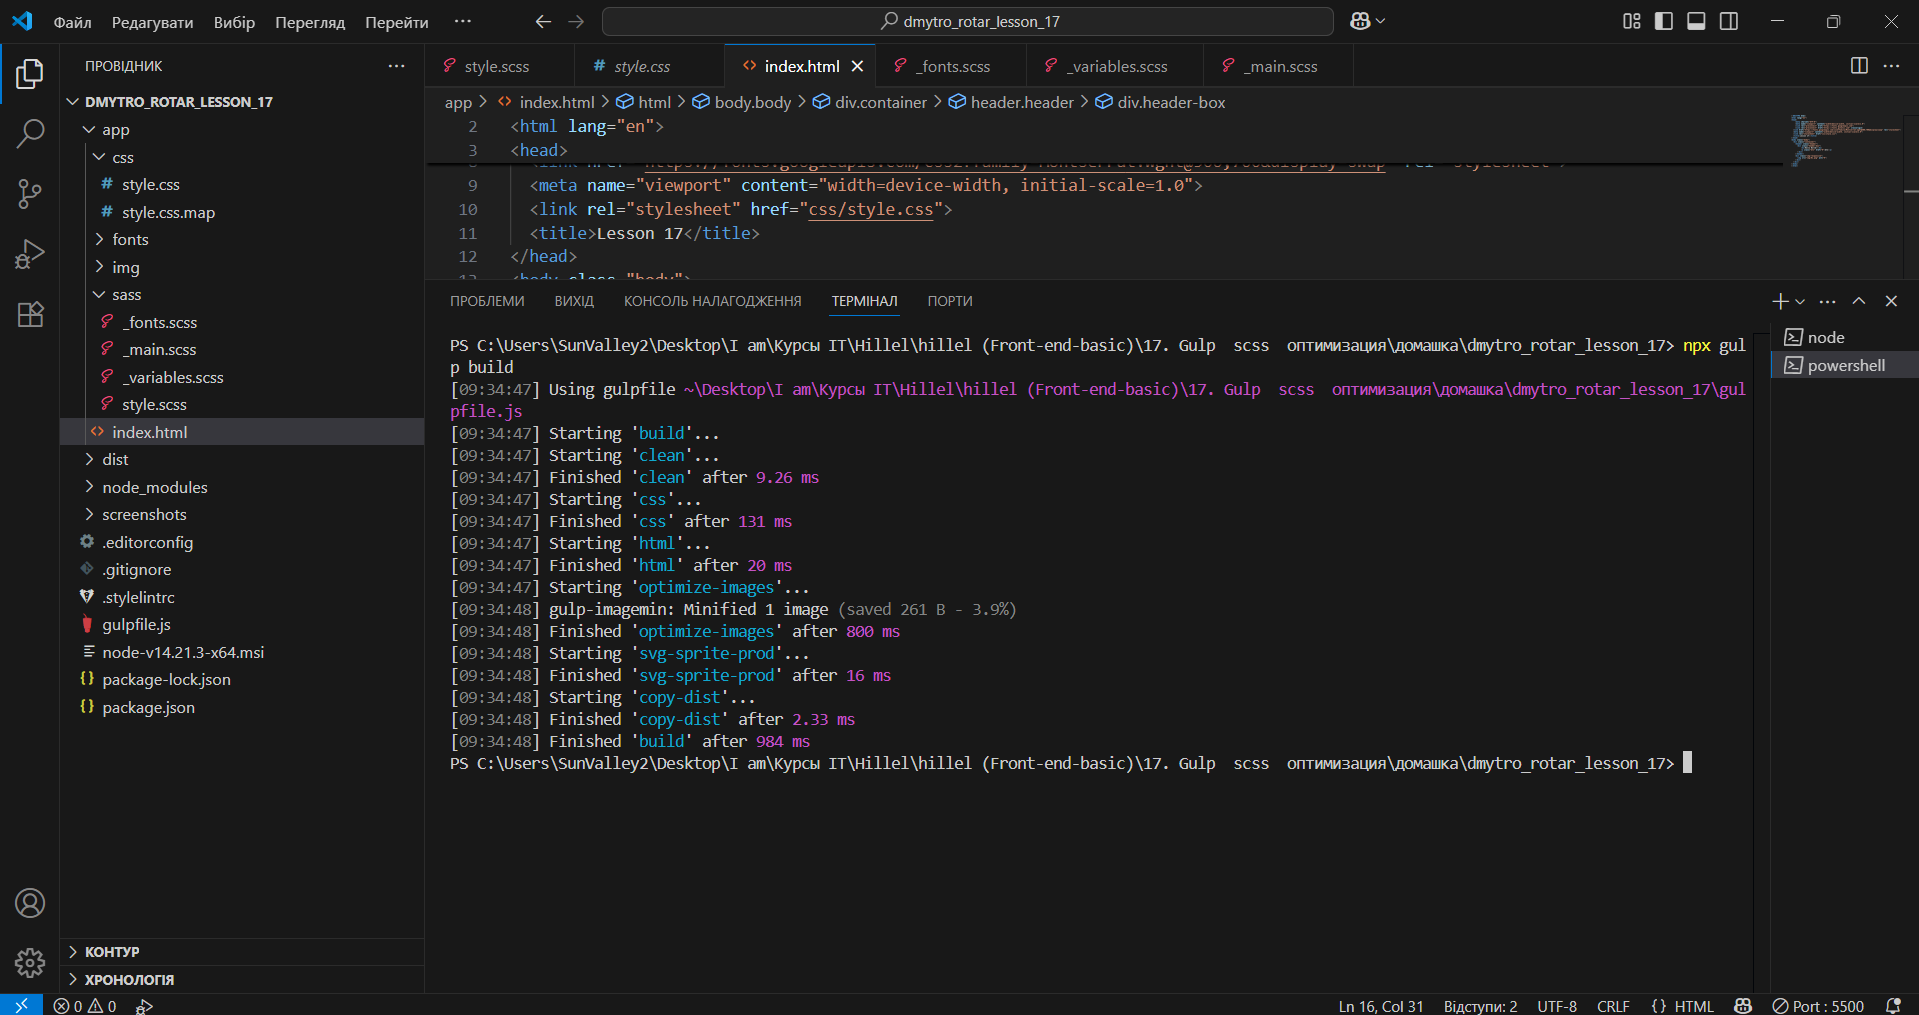 Файл Редагувати Вибір Перегляд Перейти ··· dmytro_rotar_lesson_17
ПРОВІДНИК
DMYTRO_ROTAR_LESSON_17
app
css
style.css
style.css.map
fonts
img
sass
_fonts.scss
_main.scss
_variables.scss
style.scss
index.html
dist
node_modules
screenshots
.editorconfig
.gitignore
.stylelintrc
gulpfile.js
node-v14.21.3-x64.msi
package-lock.json
package.json
КОНТУР
ХРОНОЛОГІЯ
style.scss style.css index.html _fonts.scss _variables.scss _main.scss
app > index.html > html > body.body > div.container > header.header > div.header-box
2 <html lang="en">
3 <head>
9 <meta name="viewport" content="width=device-width, initial-scale=1.0">
10 <link rel="stylesheet" href="css/style.css">
11 <title>Lesson 17</title>
12 </head>
ПРОБЛЕМИ ВИХІД КОНСОЛЬ НАЛАГОДЖЕННЯ ТЕРМІНАЛ ПОРТИ
node
powershell
PS C:\Users\SunValley2\Desktop\I am\Курсы IT\Hillel\hillel (Front-end-basic)\17. Gulp  scss  оптимизация\домашка\dmytro_rotar_lesson_17> npx gul
p build
[09:34:47] Using gulpfile ~\Desktop\I am\Курсы IT\Hillel\hillel (Front-end-basic)\17. Gulp  scss  оптимизация\домашка\dmytro_rotar_lesson_17\gul
pfile.js
[09:34:47] Starting 'build'...
[09:34:47] Starting 'clean'...
[09:34:47] Finished 'clean' after 9.26 ms
[09:34:47] Starting 'css'...
[09:34:47] Finished 'css' after 131 ms
[09:34:47] Starting 'html'...
[09:34:47] Finished 'html' after 20 ms
[09:34:47] Starting 'optimize-images'...
[09:34:48] gulp-imagemin: Minified 1 image (saved 261 B - 3.9%)
[09:34:48] Finished 'optimize-images' after 800 ms
[09:34:48] Starting 'svg-sprite-prod'...
[09:34:48] Finished 'svg-sprite-prod' after 16 ms
[09:34:48] Starting 'copy-dist'...
[09:34:48] Finished 'copy-dist' after 2.33 ms
[09:34:48] Finished 'build' after 984 ms
PS C:\Users\SunValley2\Desktop\I am\Курсы IT\Hillel\hillel (Front-end-basic)\17. Gulp  scss  оптимизация\домашка\dmytro_rotar_lesson_17>
0 0 Ln 16, Col 31 Відступи: 2 UTF-8 CRLF {} HTML Port : 5500